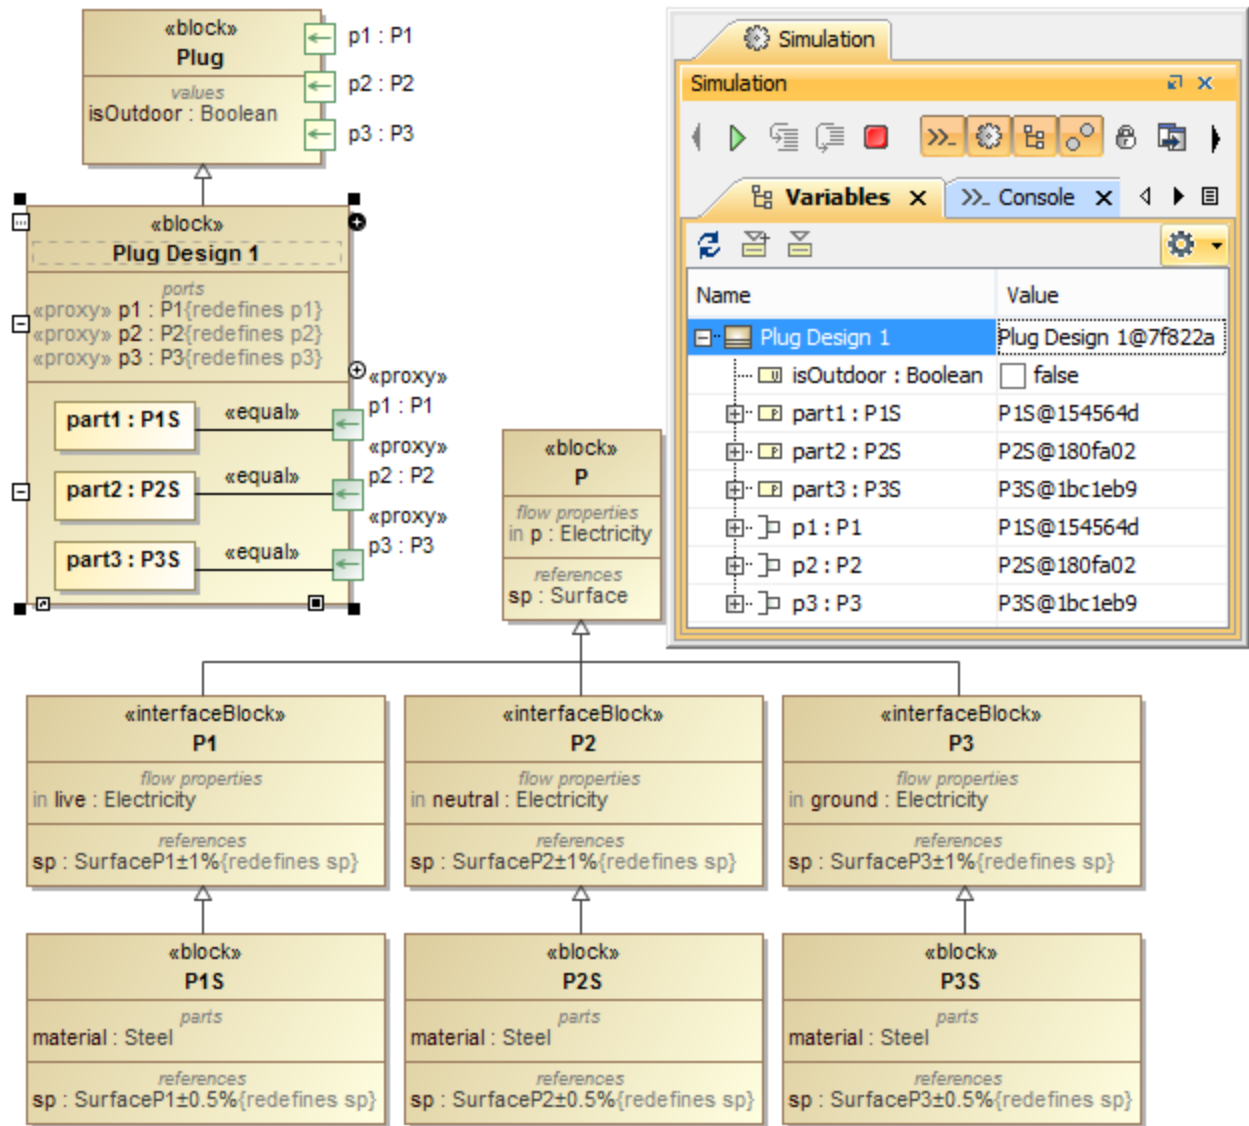 «block»
Plug
values
isOutdoor : Boolean
p1 : P1
p2 : P2
p3 : P3
«block»
Plug Design 1
ports
«proxy» p1 : P1{redefines p1}
«proxy» p2 : P2{redefines p2}
«proxy» p3 : P3{redefines p3}
part1 : P1S
«equal»
«proxy»
p1 : P1
part2 : P2S
«equal»
«proxy»
p2 : P2
part3 : P3S
«equal»
«proxy»
p3 : P3
Simulation
Simulation
Variables
Console
Name Value
Plug Design 1 Plug Design 1@7f822a
isOutdoor : Boolean false
part1 : P1S P1S@154564d
part2 : P2S P2S@180fa02
part3 : P3S P3S@1bc1eb9
p1 : P1 P1S@154564d
p2 : P2 P2S@180fa02
p3 : P3 P3S@1bc1eb9
«block»
P
flow properties
in p : Electricity
references
sp : Surface
«interfaceBlock»
P1
flow properties
in live : Electricity
references
sp : SurfaceP1±1%{redefines sp}
«interfaceBlock»
P2
flow properties
in neutral : Electricity
references
sp : SurfaceP2±1%{redefines sp}
«interfaceBlock»
P3
flow properties
in ground : Electricity
references
sp : SurfaceP3±1%{redefines sp}
«block»
P1S
parts
material : Steel
references
sp : SurfaceP1±0.5%{redefines sp}
«block»
P2S
parts
material : Steel
references
sp : SurfaceP2±0.5%{redefines sp}
«block»
P3S
parts
material : Steel
references
sp : SurfaceP3±0.5%{redefines sp}